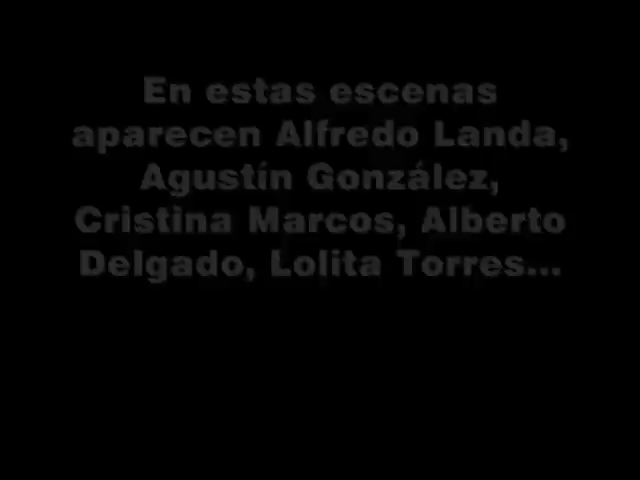 En estas escenas
aparecen Alfredo Landa,
Agustín González,
Cristina Marcos, Alberto
Delgado, Lolita Torres...